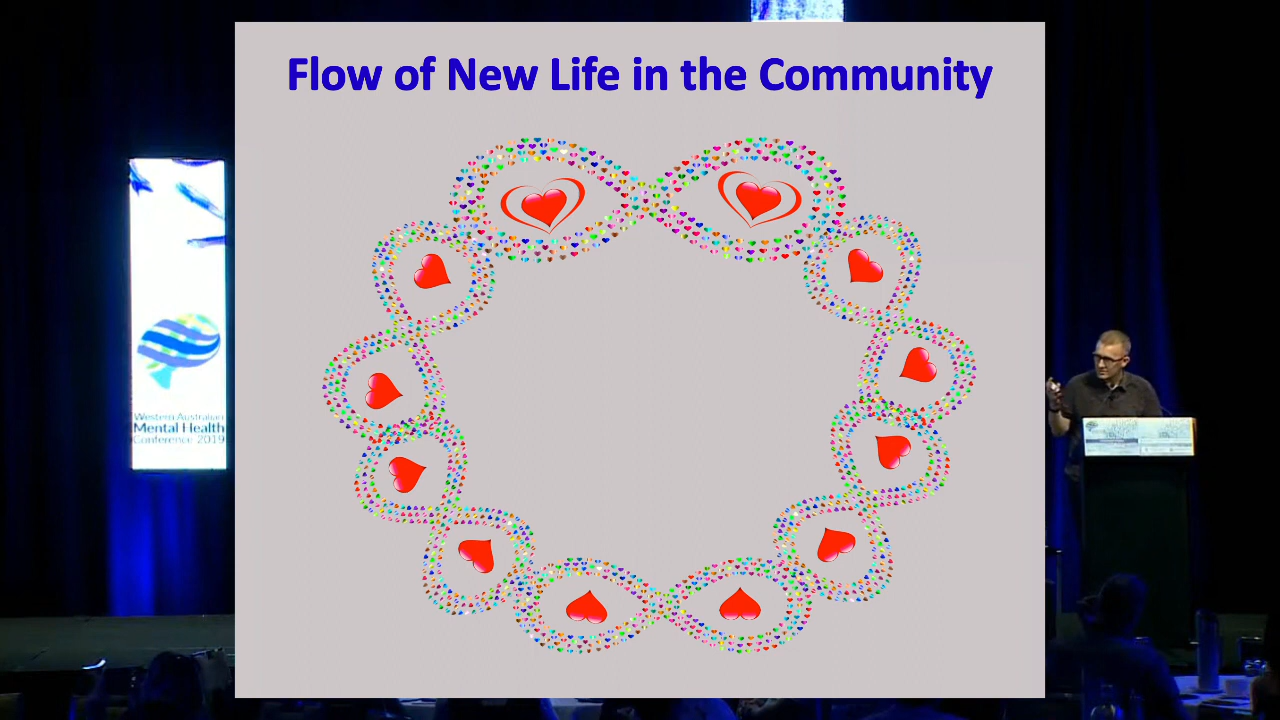 Flow of New Life in the Community
Western Australian
Mental Health
Conference 2019